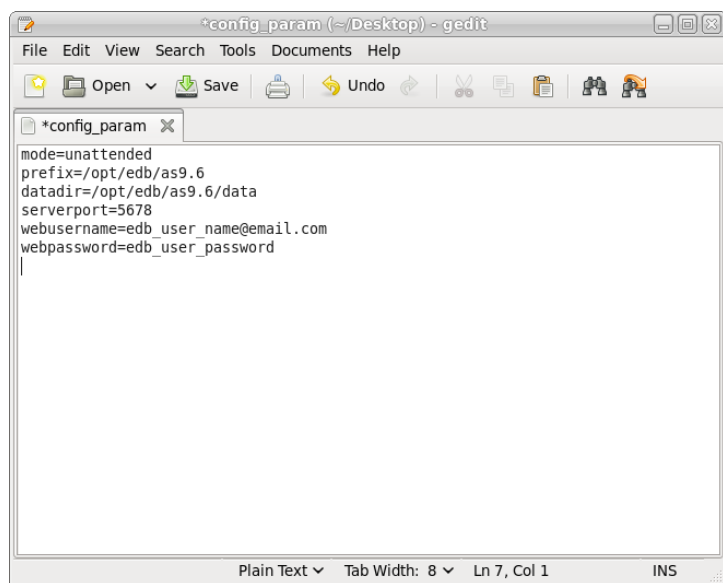 *config_param (~/Desktop) - gedit
File Edit View Search Tools Documents Help
Open Save Undo
*config_param
mode=unattended
prefix=/opt/edb/as9.6
datadir=/opt/edb/as9.6/data
serverport=5678
webusername=edb_user_name@email.com
webpassword=edb_user_password
Plain Text Tab Width: 8 Ln 7, Col 1 INS